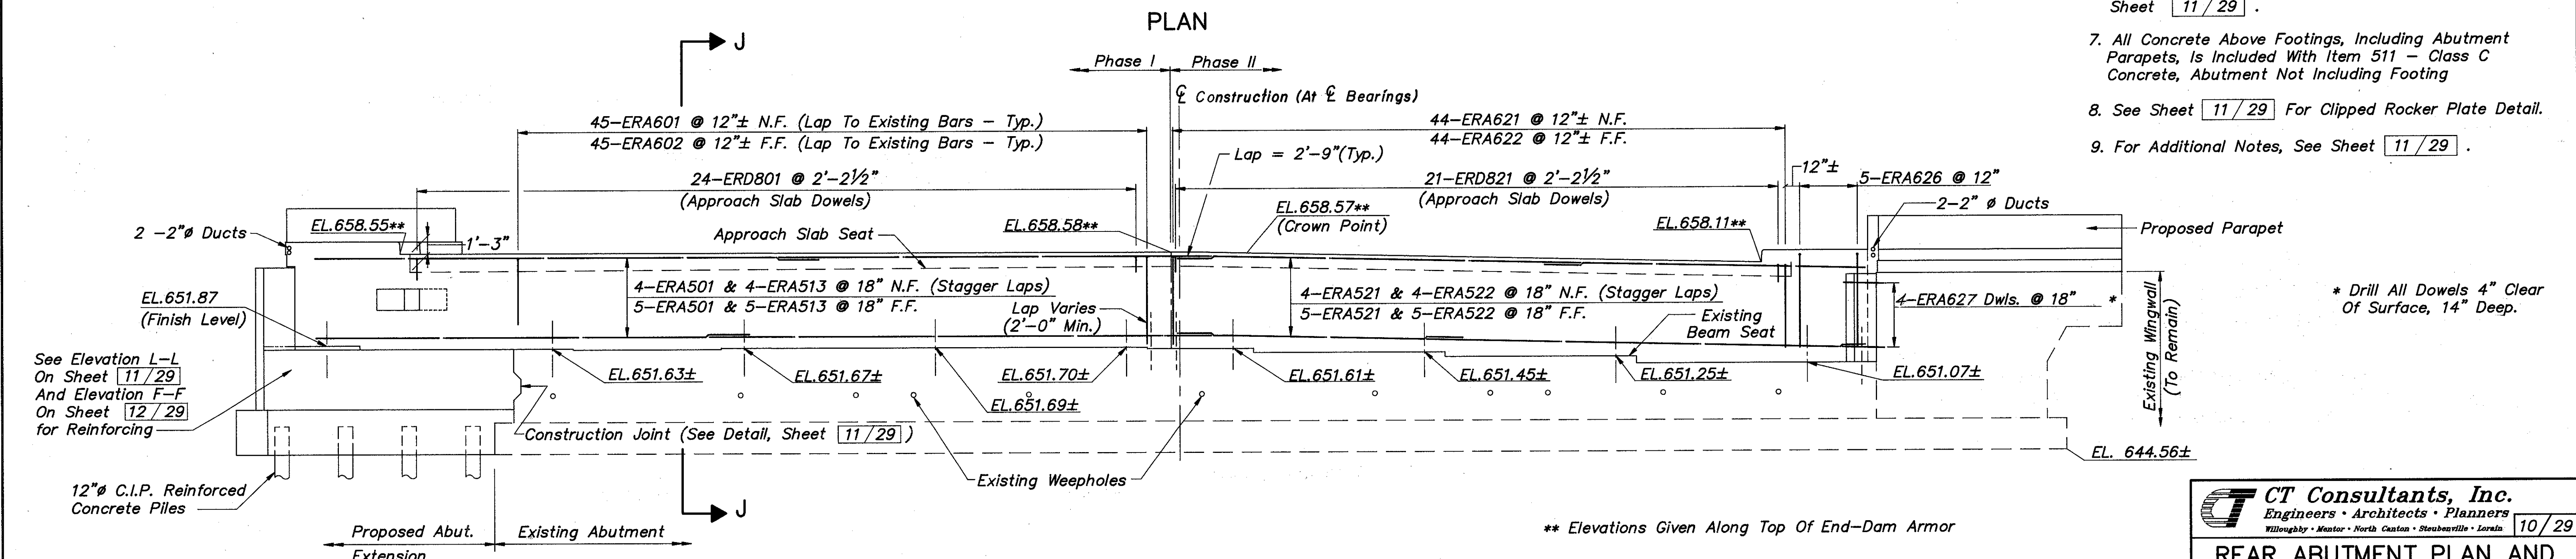 PLAN
Sheet 11/29 .
7. All Concrete Above Footings, Including Abutment
Parapets, Is Included With Item 511 – Class C
Concrete, Abutment Not Including Footing
8. See Sheet 11/29 For Clipped Rocker Plate Detail.
9. For Additional Notes, See Sheet 11/29 .
J
Phase I
Phase II
℄ Construction (At ℄ Bearings)
45-ERA601 @ 12"± N.F. (Lap To Existing Bars – Typ.)
45-ERA602 @ 12"± F.F. (Lap To Existing Bars – Typ.)
44-ERA621 @ 12"± N.F.
44-ERA622 @ 12"± F.F.
Lap = 2'-9"(Typ.)
12"±
24-ERD801 @ 2'-2½"
(Approach Slab Dowels)
21-ERD821 @ 2'-2½"
(Approach Slab Dowels)
5-ERA626 @ 12"
2-2" ø Ducts
2 -2"ø Ducts
EL.658.55**
1'-3"
Approach Slab Seat
EL.658.58**
EL.658.57**
(Crown Point)
EL.658.11**
Proposed Parapet
EL.651.87
(Finish Level)
4-ERA501 & 4-ERA513 @ 18" N.F. (Stagger Laps)
5-ERA501 & 5-ERA513 @ 18" F.F.
Lap Varies
(2'-0" Min.)
4-ERA521 & 4-ERA522 @ 18" N.F. (Stagger Laps)
5-ERA521 & 5-ERA522 @ 18" F.F.
Existing
Beam Seat
4-ERA627 Dwls. @ 18" *
* Drill All Dowels 4" Clear
Of Surface, 14" Deep.
Existing Wingwall
(To Remain)
See Elevation L-L
On Sheet 11/29
And Elevation F-F
On Sheet 12/29
for Reinforcing
EL.651.63±
EL.651.67±
EL.651.70±
EL.651.69±
EL.651.61±
EL.651.45±
EL.651.25±
EL.651.07±
Construction Joint (See Detail, Sheet 11/29 )
EL. 644.56±
Existing Weepholes
12"ø C.I.P. Reinforced
Concrete Piles
J
Proposed Abut.
Extension
Existing Abutment
** Elevations Given Along Top Of End-Dam Armor
CT Consultants, Inc.
Engineers • Architects • Planners
Willoughby • Mentor • North Canton • Steubenville • Lorain
10/29
REAR ABUTMENT PLAN AND